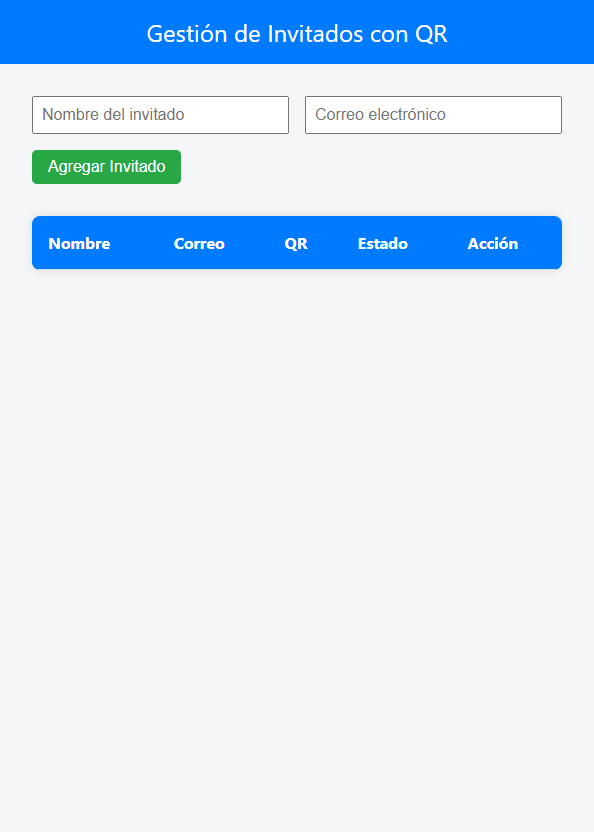 Gestión de Invitados con QR
Nombre del invitado Correo electrónico
Agregar Invitado
Nombre Correo QR Estado Acción